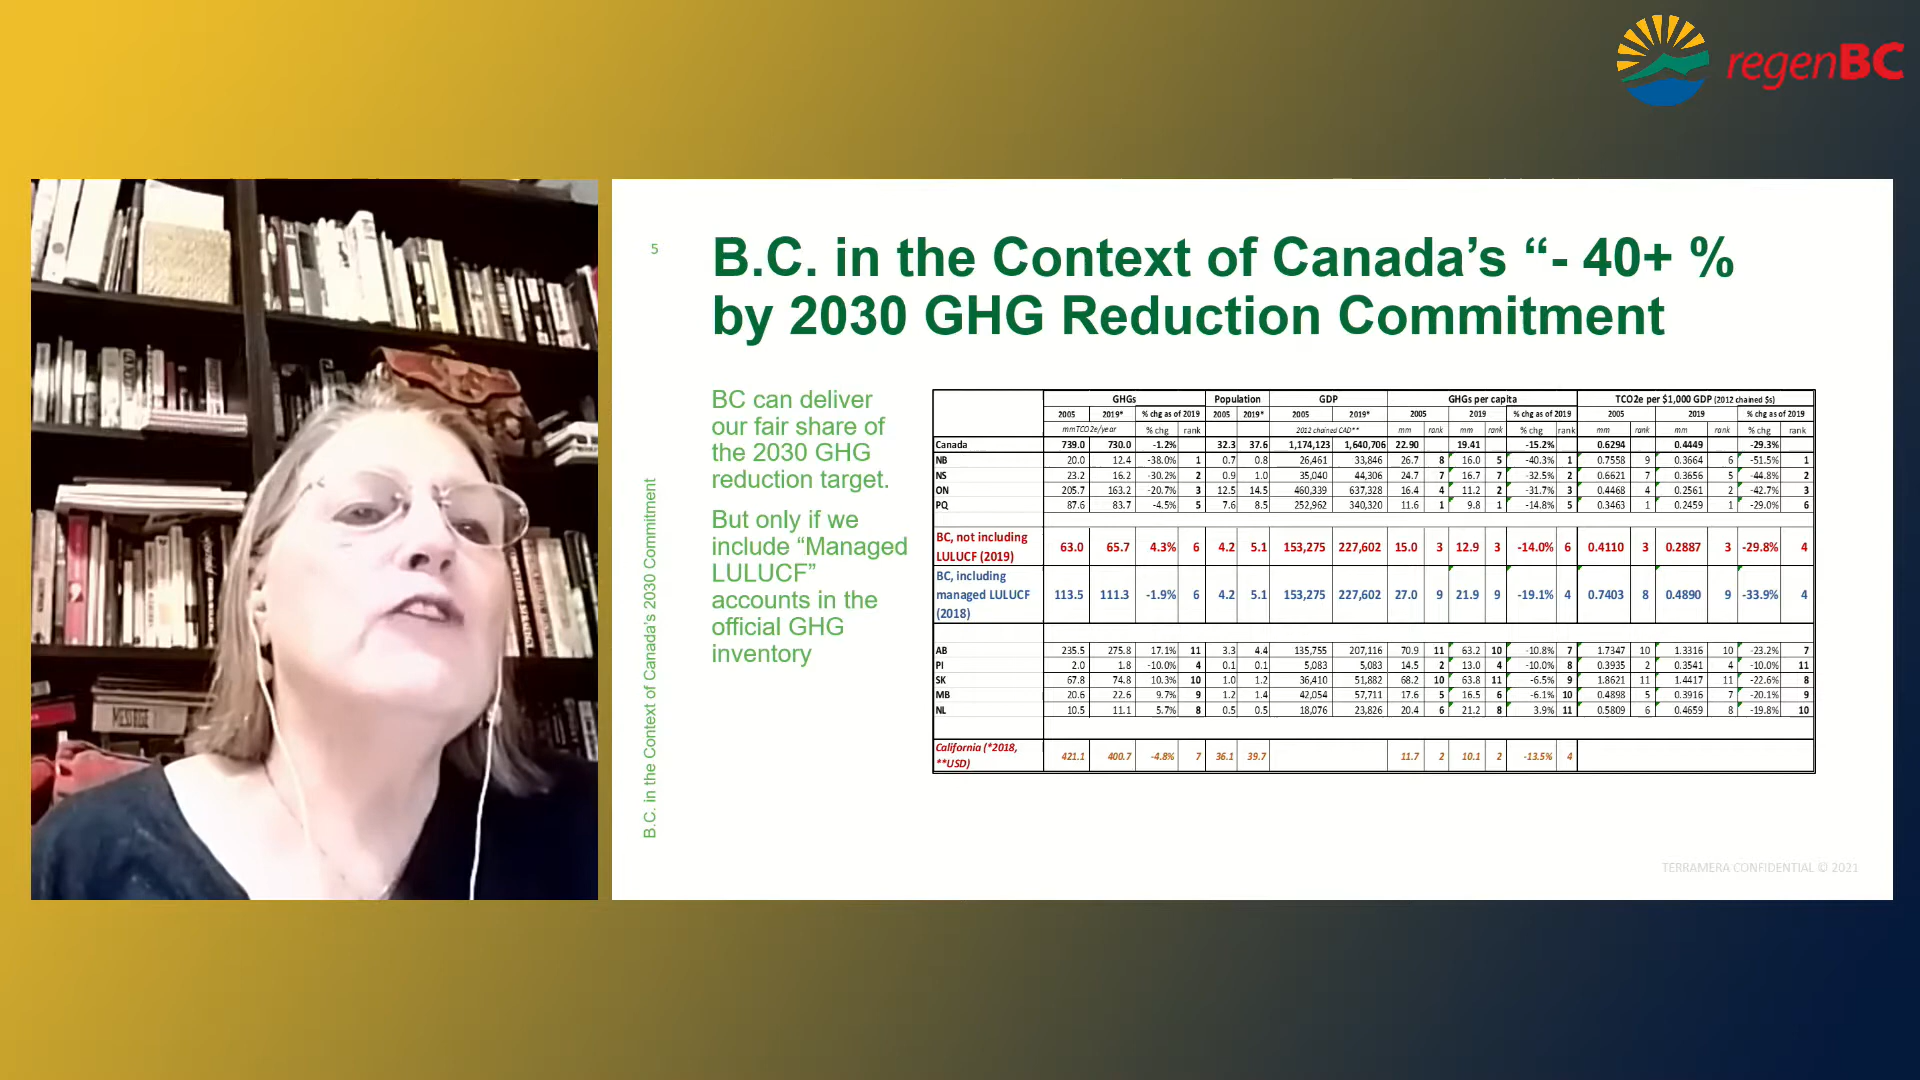 regenBC
5
B.C. in the Context of Canada's "- 40+ %
by 2030 GHG Reduction Commitment
BC can deliver
our fair share of
the 2030 GHG
reduction target.
But only if we
include "Managed
LULUCF"
accounts in the
official GHG
inventory
B.C. in the Context of Canada's 2030 Commitment
GHGs Population GDP GHGs per capita TCO2e per $1,000 GDP (2012 chained $s)
2005 2019* % chg as of 2019 2005 2019* 2005 2019* 2005 2019 % chg as of 2019 2005 2019 % chg as of 2019
mmTCO2e/year % chg rank 2012 chained CAD** mm rank mm rank % chg rank mm rank mm rank % chg rank
Canada 739.0 730.0 -1.2% 32.3 37.6 1,174,123 1,640,706 22.90 19.41 -15.2% 0.6294 0.4449 -29.3%
NB 20.0 12.4 -38.0% 1 0.7 0.8 26,461 33,846 26.7 8 16.0 5 -40.3% 1 0.7558 9 0.3664 6 -51.5% 1
NS 23.2 16.2 -30.2% 2 0.9 1.0 35,040 44,306 24.7 7 16.7 7 -32.5% 2 0.6621 7 0.3656 5 -44.8% 2
ON 205.7 163.2 -20.7% 3 12.5 14.5 460,339 637,328 16.4 4 11.2 2 -31.7% 3 0.4468 4 0.2561 2 -42.7% 3
PQ 87.6 83.7 -4.5% 5 7.6 8.5 252,962 340,320 11.6 1 9.8 1 -14.8% 5 0.3463 1 0.2459 1 -29.0% 6
BC, not including
LULUCF (2019) 63.0 65.7 4.3% 6 4.2 5.1 153,275 227,602 15.0 3 12.9 3 -14.0% 6 0.4110 3 0.2887 3 -29.8% 4
BC, including
managed LULUCF 113.5 111.3 -1.9% 6 4.2 5.1 153,275 227,602 27.0 9 21.9 9 -19.1% 4 0.7403 8 0.4890 9 -33.9% 4
(2018)
AB 235.5 275.8 17.1% 11 3.3 4.4 135,755 207,116 70.9 11 63.2 10 -10.8% 7 1.7347 10 1.3316 10 -23.2% 7
PI 2.0 1.8 -10.0% 4 0.1 0.1 5,083 5,083 14.5 2 13.0 4 -10.0% 8 0.3935 2 0.3541 4 -10.0% 11
SK 67.8 74.8 10.3% 10 1.0 1.2 36,410 51,882 68.2 10 63.8 11 -6.5% 9 1.8621 11 1.4417 11 -22.6% 8
MB 20.6 22.6 9.7% 9 1.2 1.4 42,054 57,711 17.6 5 16.5 6 -6.1% 10 0.4898 5 0.3916 7 -20.1% 9
NL 10.5 11.1 5.7% 8 0.5 0.5 18,076 23,826 20.4 6 21.2 8 3.9% 11 0.5809 6 0.4659 8 -19.8% 10
California (*2018,
**USD) 421.1 400.7 -4.8% 7 36.1 39.7 11.7 2 10.1 2 -13.5% 4
TERRAMERA CONFIDENTIAL © 2021